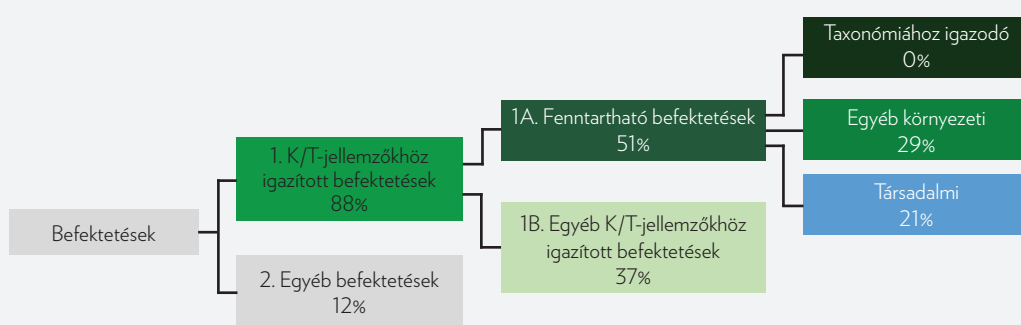 Befektetések
1. K/T-jellemzőkhöz
igazított befektetések
88%
2. Egyéb befektetések
12%
1A. Fenntartható befektetések
51%
1B. Egyéb K/T-jellemzőkhöz
igazított befektetések
37%
Taxonómiához igazodó
0%
Egyéb környezeti
29%
Társadalmi
21%